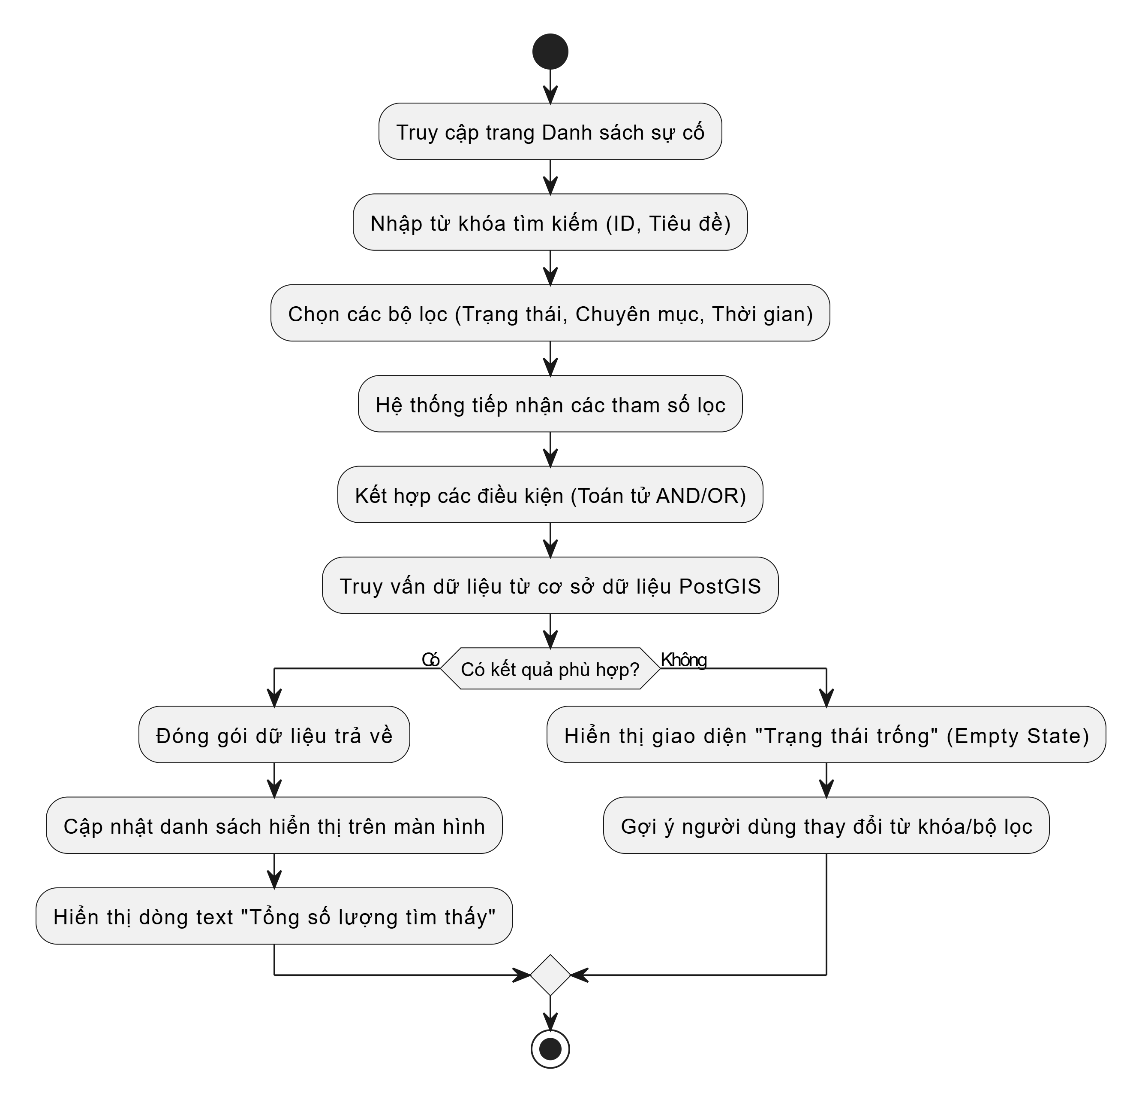 Truy cập trang Danh sách sự cố
Nhập từ khóa tìm kiếm (ID, Tiêu đề)
Chọn các bộ lọc (Trạng thái, Chuyên mục, Thời gian)
Hệ thống tiếp nhận các tham số lọc
Kết hợp các điều kiện (Toán tử AND/OR)
Truy vấn dữ liệu từ cơ sở dữ liệu PostGIS
Có
Có kết quả phù hợp?
Không
Đóng gói dữ liệu trả về
Hiển thị giao diện "Trạng thái trống" (Empty State)
Cập nhật danh sách hiển thị trên màn hình
Gợi ý người dùng thay đổi từ khóa/bộ lọc
Hiển thị dòng text "Tổng số lượng tìm thấy"